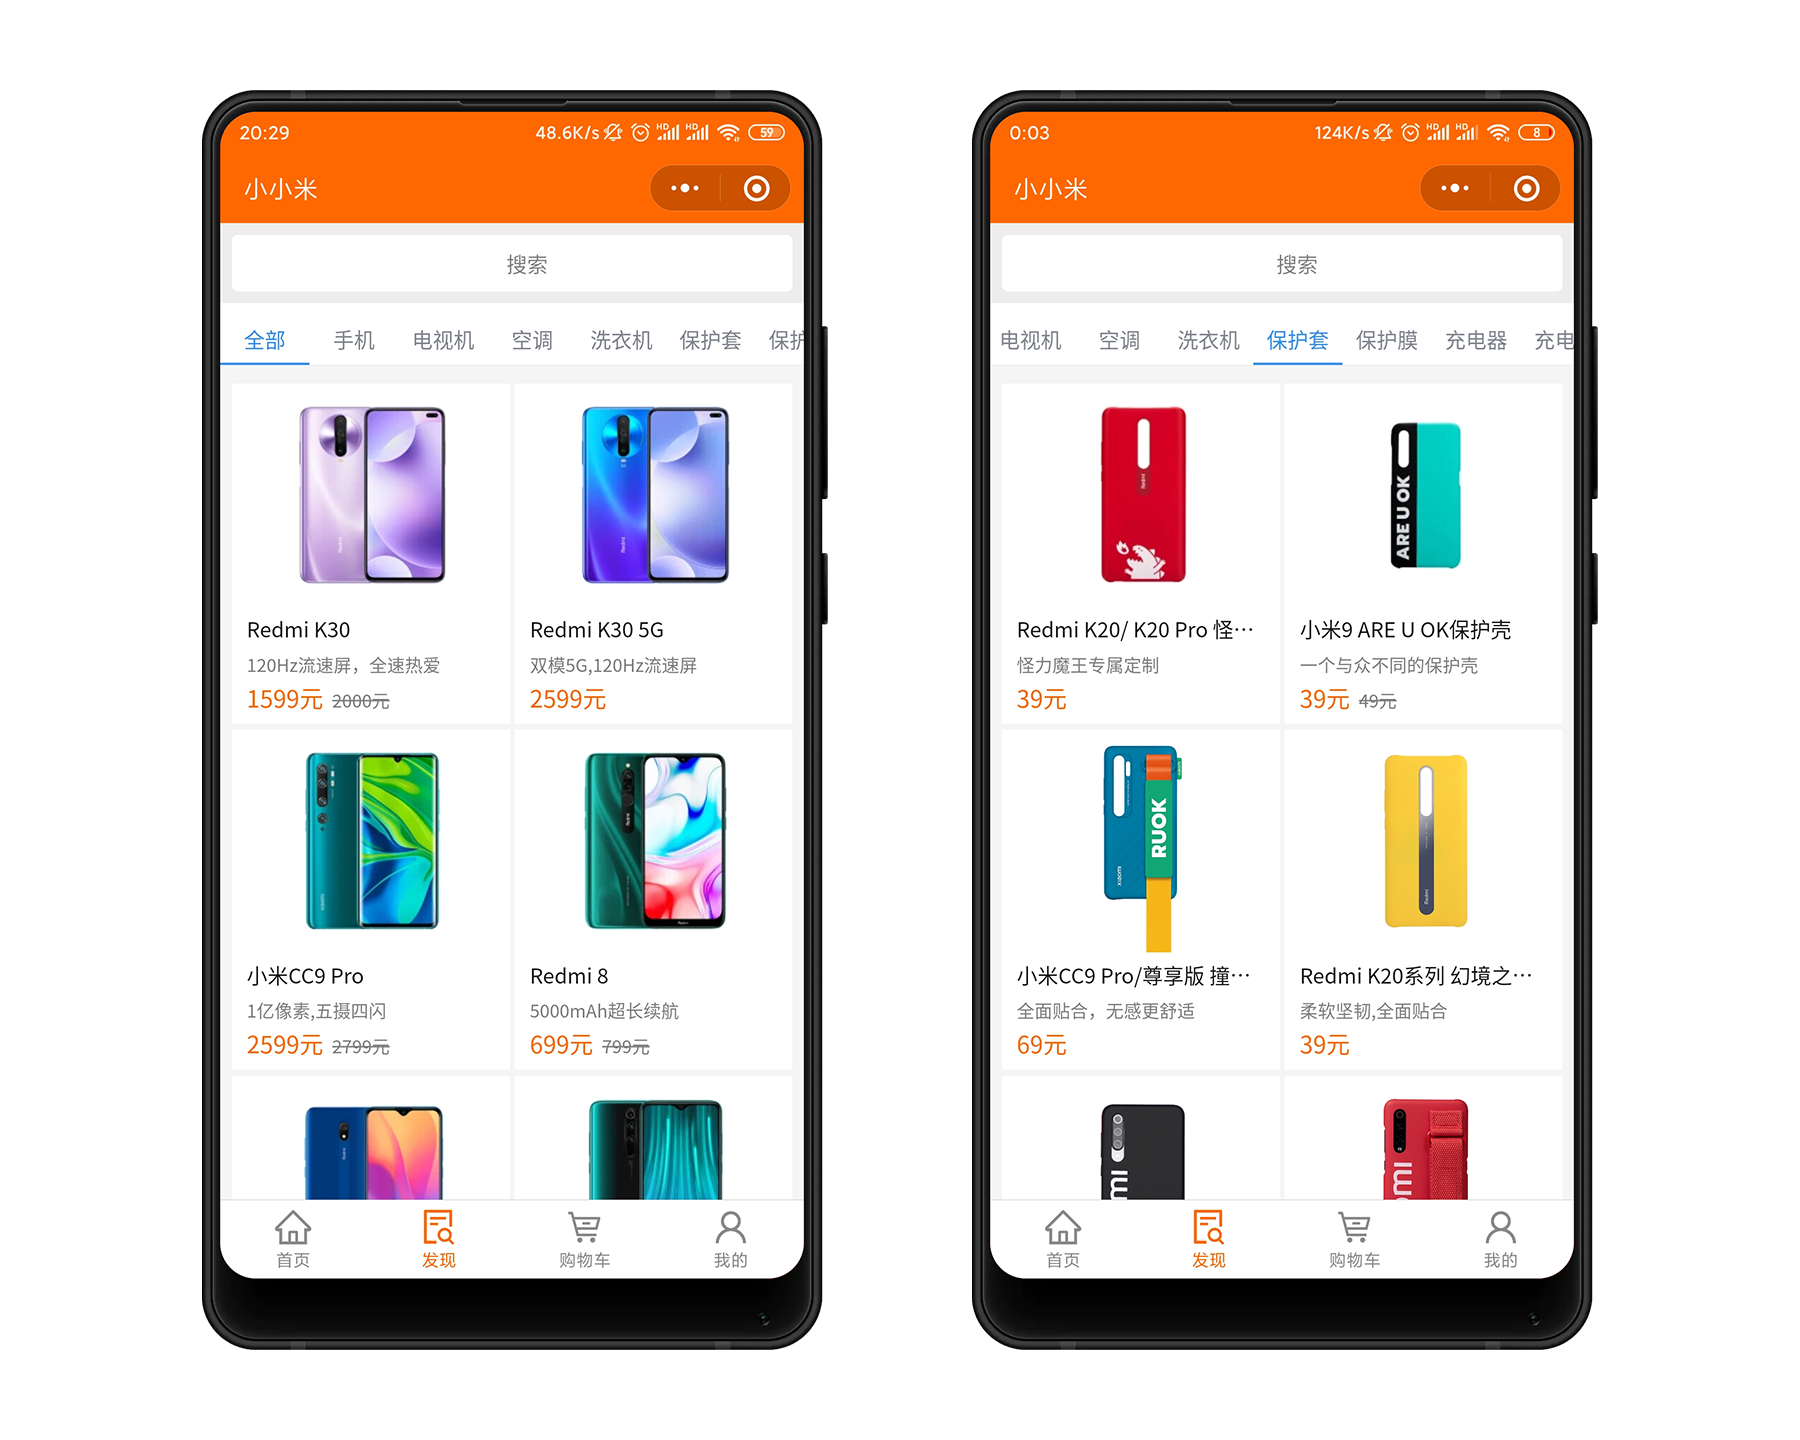 20:29
48.6K/s HD HD 59
小小米
搜索
全部 手机 电视机 空调 洗衣机 保护套 保护
Redmi K30
120Hz流速屏，全速热爱
1599元 2000元
Redmi K30 5G
双模5G,120Hz流速屏
2599元
小米CC9 Pro
1亿像素,五摄四闪
2599元 2799元
Redmi 8
5000mAh超长续航
699元 799元
首页 发现 购物车 我的
0:03
124K/s HD HD 8
小小米
搜索
电视机 空调 洗衣机 保护套 保护膜 充电器 充电
Redmi
ARE U OK
Redmi K20/ K20 Pro 怪…
怪力魔王专属定制
39元
小米9 ARE U OK保护壳
一个与众不同的保护壳
39元 49元
RUOK
xiaomi
Redmi
小米CC9 Pro/尊享版 撞…
全面贴合，无感更舒适
69元
Redmi K20系列 幻境之…
柔软坚韧,全面贴合
39元
mi
omi
首页 发现 购物车 我的